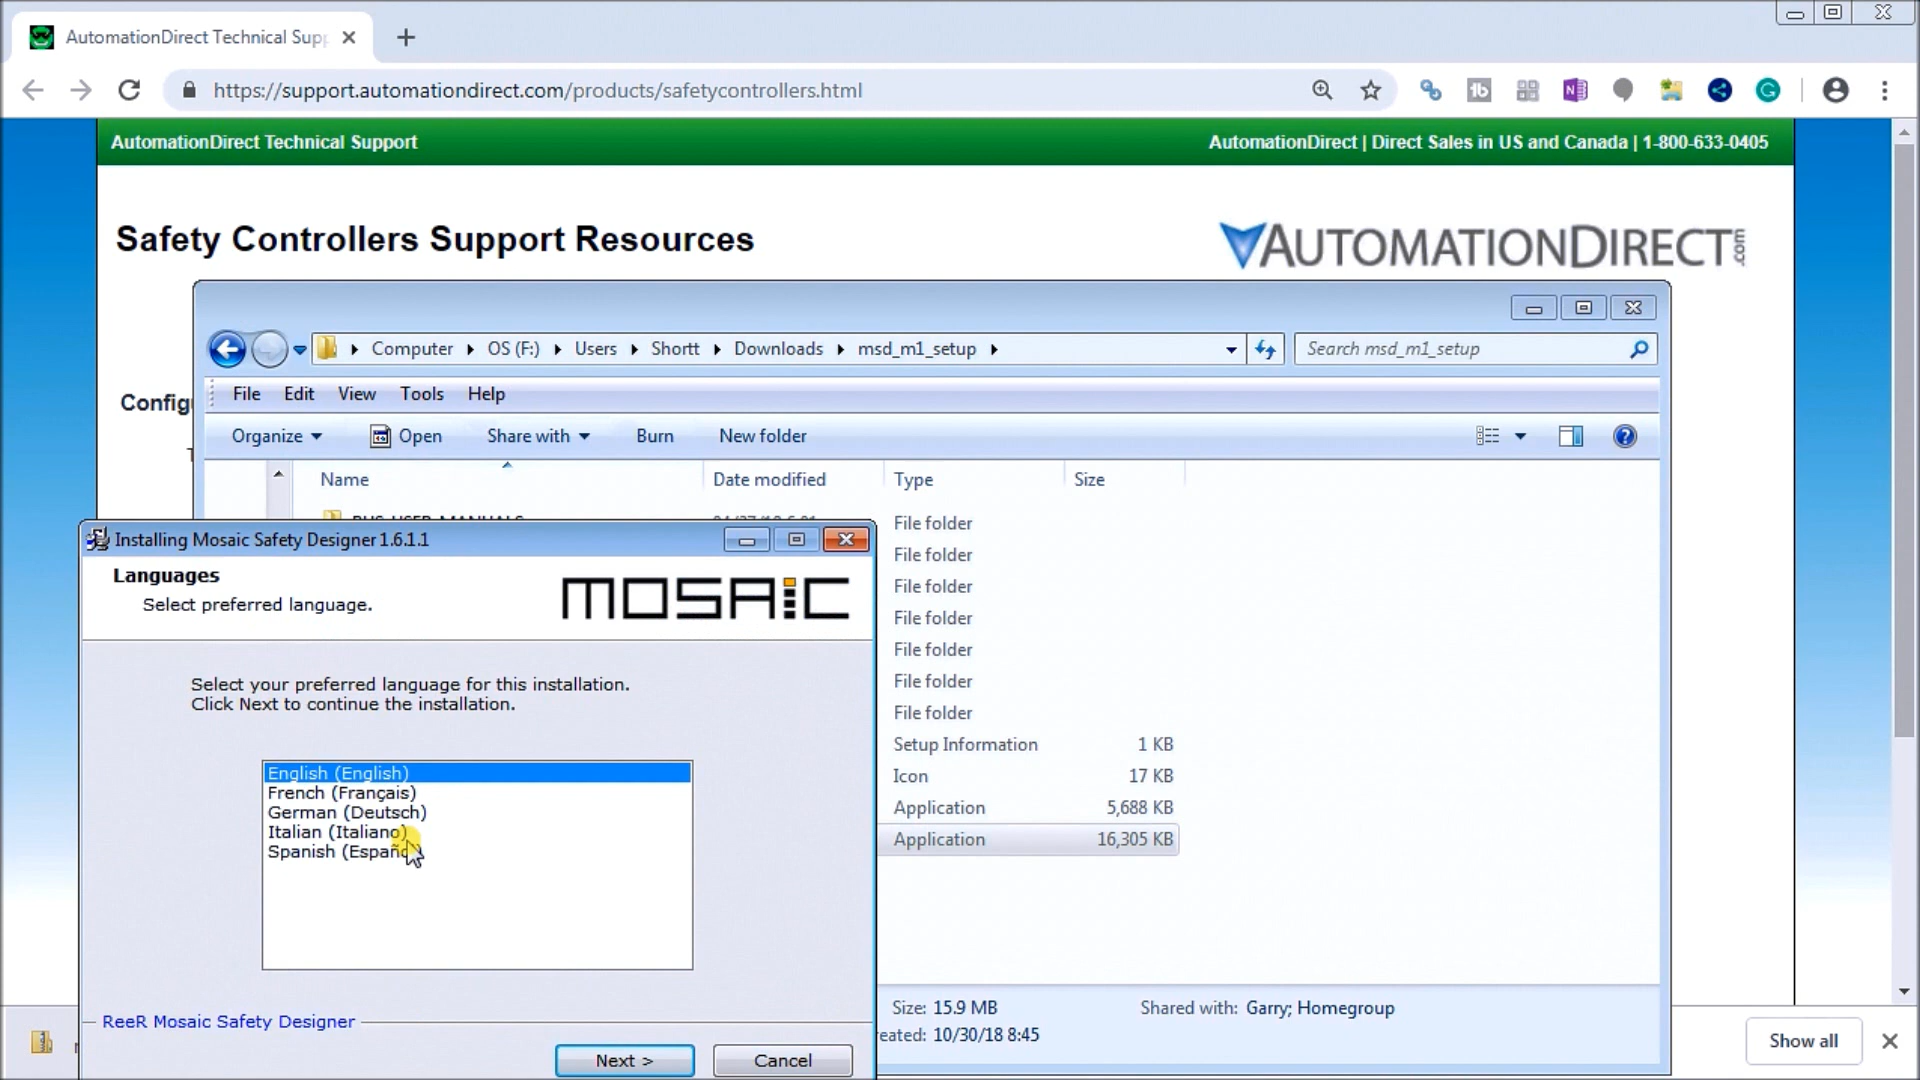 AutomationDirect Technical Supp
https://support.automationdirect.com/products/safetycontrollers.html
AutomationDirect Technical Support
AutomationDirect | Direct Sales in US and Canada | 1-800-633-0405
Safety Controllers Support Resources
AUTOMATIONDIRECT.com
Computer
OS (F:)
Users
Shortt
Downloads
msd_m1_setup
Search msd_m1_setup
File
Edit
View
Tools
Help
Config
Organize
Open
Share with
Burn
New folder
Name
Date modified
Type
Size
File folder
File folder
File folder
File folder
File folder
File folder
File folder
Setup Information 1 KB
Icon 17 KB
Application 5,688 KB
Application 16,305 KB
Installing Mosaic Safety Designer 1.6.1.1
Languages
Select preferred language.
MOSAIC
Select your preferred language for this installation.
Click Next to continue the installation.
English (English)
French (Français)
German (Deutsch)
Italian (Italiano)
Spanish (Españo
ReeR Mosaic Safety Designer
Next >
Cancel
Size: 15.9 MB
Shared with: Garry; Homegroup
eated: 10/30/18 8:45
Show all